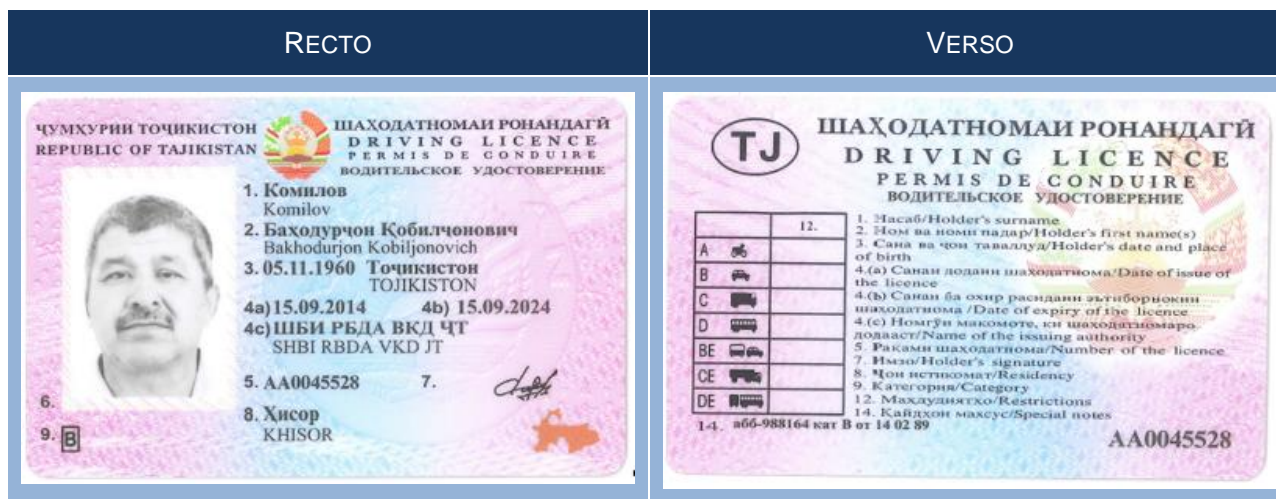 RECTO
VERSO
ҶУМҲУРИИ ТОҶИКИСТОН
REPUBLIC OF TAJIKISTAN
ШАҲОДАТНОМАИ РОНАНДАГӢ
DRIVING LICENCE
PERMIS DE CONDUIRE
ВОДИТЕЛЬСКОЕ УДОСТОВЕРЕНИЕ
1. Комилов
Komilov
2. Баҳодурҷон Қобилҷонович
Bakhodurjon Kobiljonovich
3. 05.11.1960 Тоҷикистон
TOJIKISTON
4a) 15.09.2014 4b) 15.09.2024
4c) ШБИ РБДА ВКД ҶТ
SHBI RBDA VKD JT
5. AA0045528 7.
6.
8. Ҳисор
KHISOR
9. B
TJ
ШАҲОДАТНОМАИ РОНАНДАГӢ
DRIVING LICENCE
PERMIS DE CONDUIRE
ВОДИТЕЛЬСКОЕ УДОСТОВЕРЕНИЕ
12.
A
B
C
D
BE
CE
DE
1. Насаб/Holder's surname
2. Ном ва номи падар/Holder's first name(s)
3. Сана ва ҷои таваллуд/Holder's date and place
of birth
4.(a) Санаи додани шаҳодатнома/Date of issue of
the licence
4.(b) Санаи ба охир расидани эътиборнокии
шаҳодатнома /Date of expiry of the licence
4.(c) Номгӯи мақомоте, ки шаҳодатномаро
додааст/Name of the issuing authority
5. Рақами шаҳодатнома/Number of the licence
7. Имзо/Holder's signature
8. Ҷои истиқомат/Residency
9. Категория/Category
12. Маҳдудиятҳо/Restrictions
14. Қайдҳои махсус/Special notes
14. абб-988164 кат В от 14 02 89
AA0045528